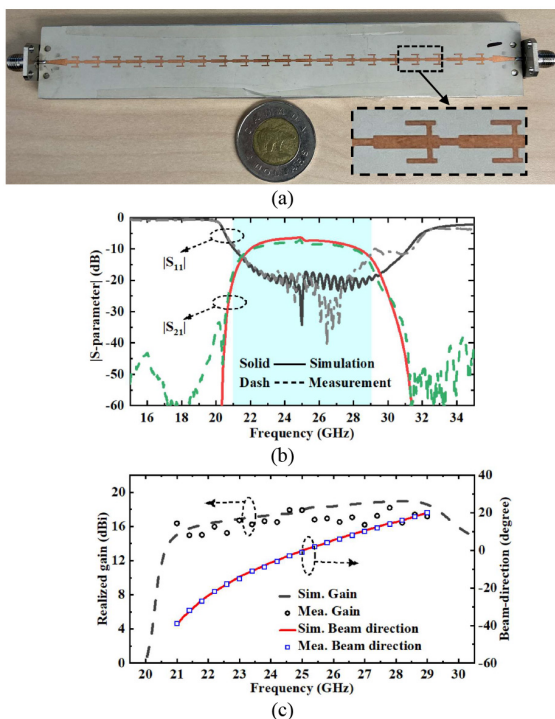 (a)
|S-parameter| (dB)
0
-10
-20
-30
-40
-50
-60
|S11|
|S21|
Solid Simulation
Dash Measurement
16 18 20 22 24 26 28 30 32 34
Frequency (GHz)
(b)
Realized gain (dBi)
20
16
12
8
4
0
40
20
0
-20
-40
-60
Beam-direction (degree)
Sim. Gain
Mea. Gain
Sim. Beam direction
Mea. Beam direction
20 21 22 23 24 25 26 27 28 29 30
Frequency (GHz)
(c)